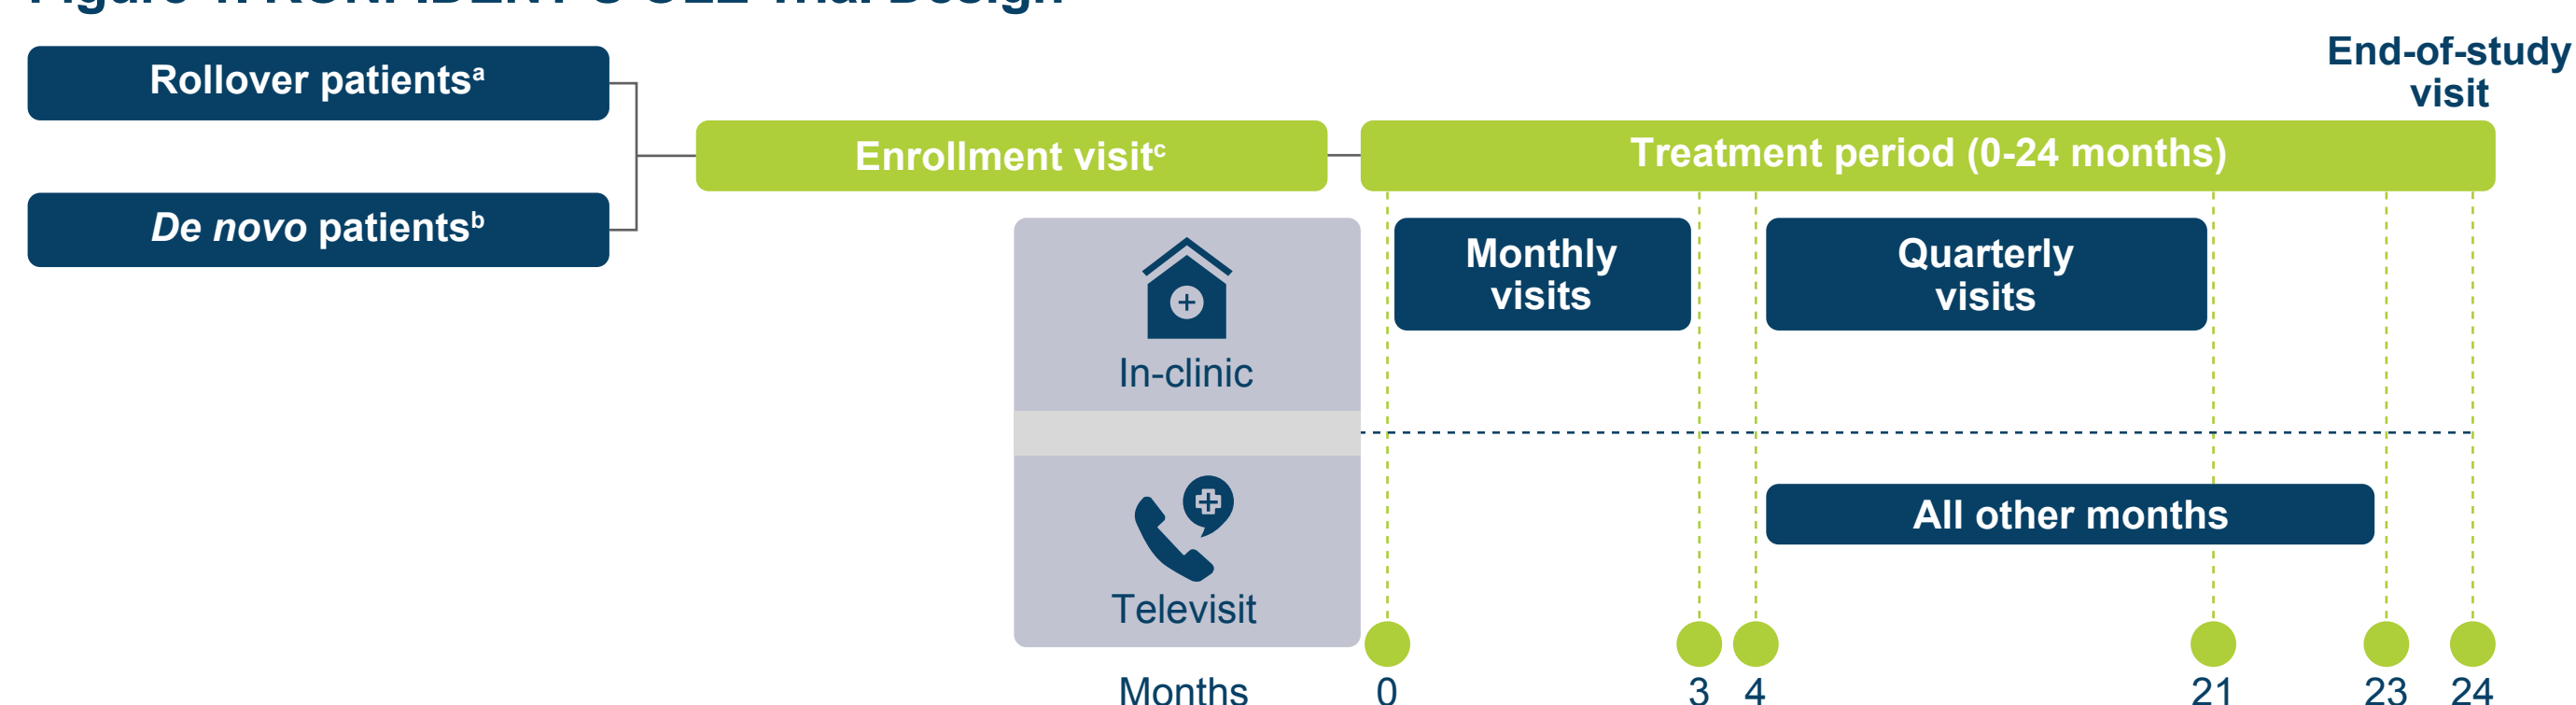 Rollover patientsᵃ
De novo patientsᵇ
Enrollment visitᶜ
End-of-study
visit
Treatment period (0-24 months)
In-clinic
Monthly
visits
Quarterly
visits
Televisit
All other months
Months 0 3 4 21 23 24